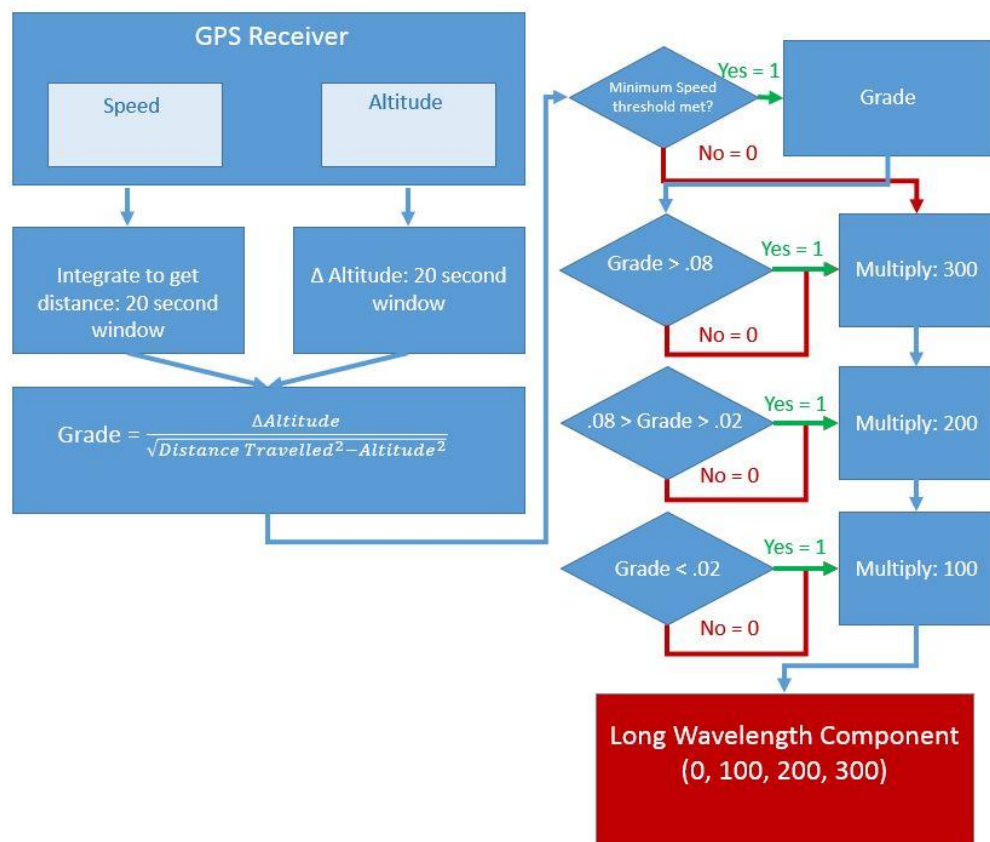 GPS Receiver
Speed
Altitude
Integrate to get
distance: 20 second
window
Δ Altitude: 20 second
window
Grade = ΔAltitude / √Distance Travelled² − Altitude²
Minimum Speed
threshold met?
Yes = 1
No = 0
Grade
Grade > .08
Yes = 1
No = 0
Multiply: 300
.08 > Grade > .02
Yes = 1
No = 0
Multiply: 200
Grade < .02
Yes = 1
No = 0
Multiply: 100
Long Wavelength Component
(0, 100, 200, 300)